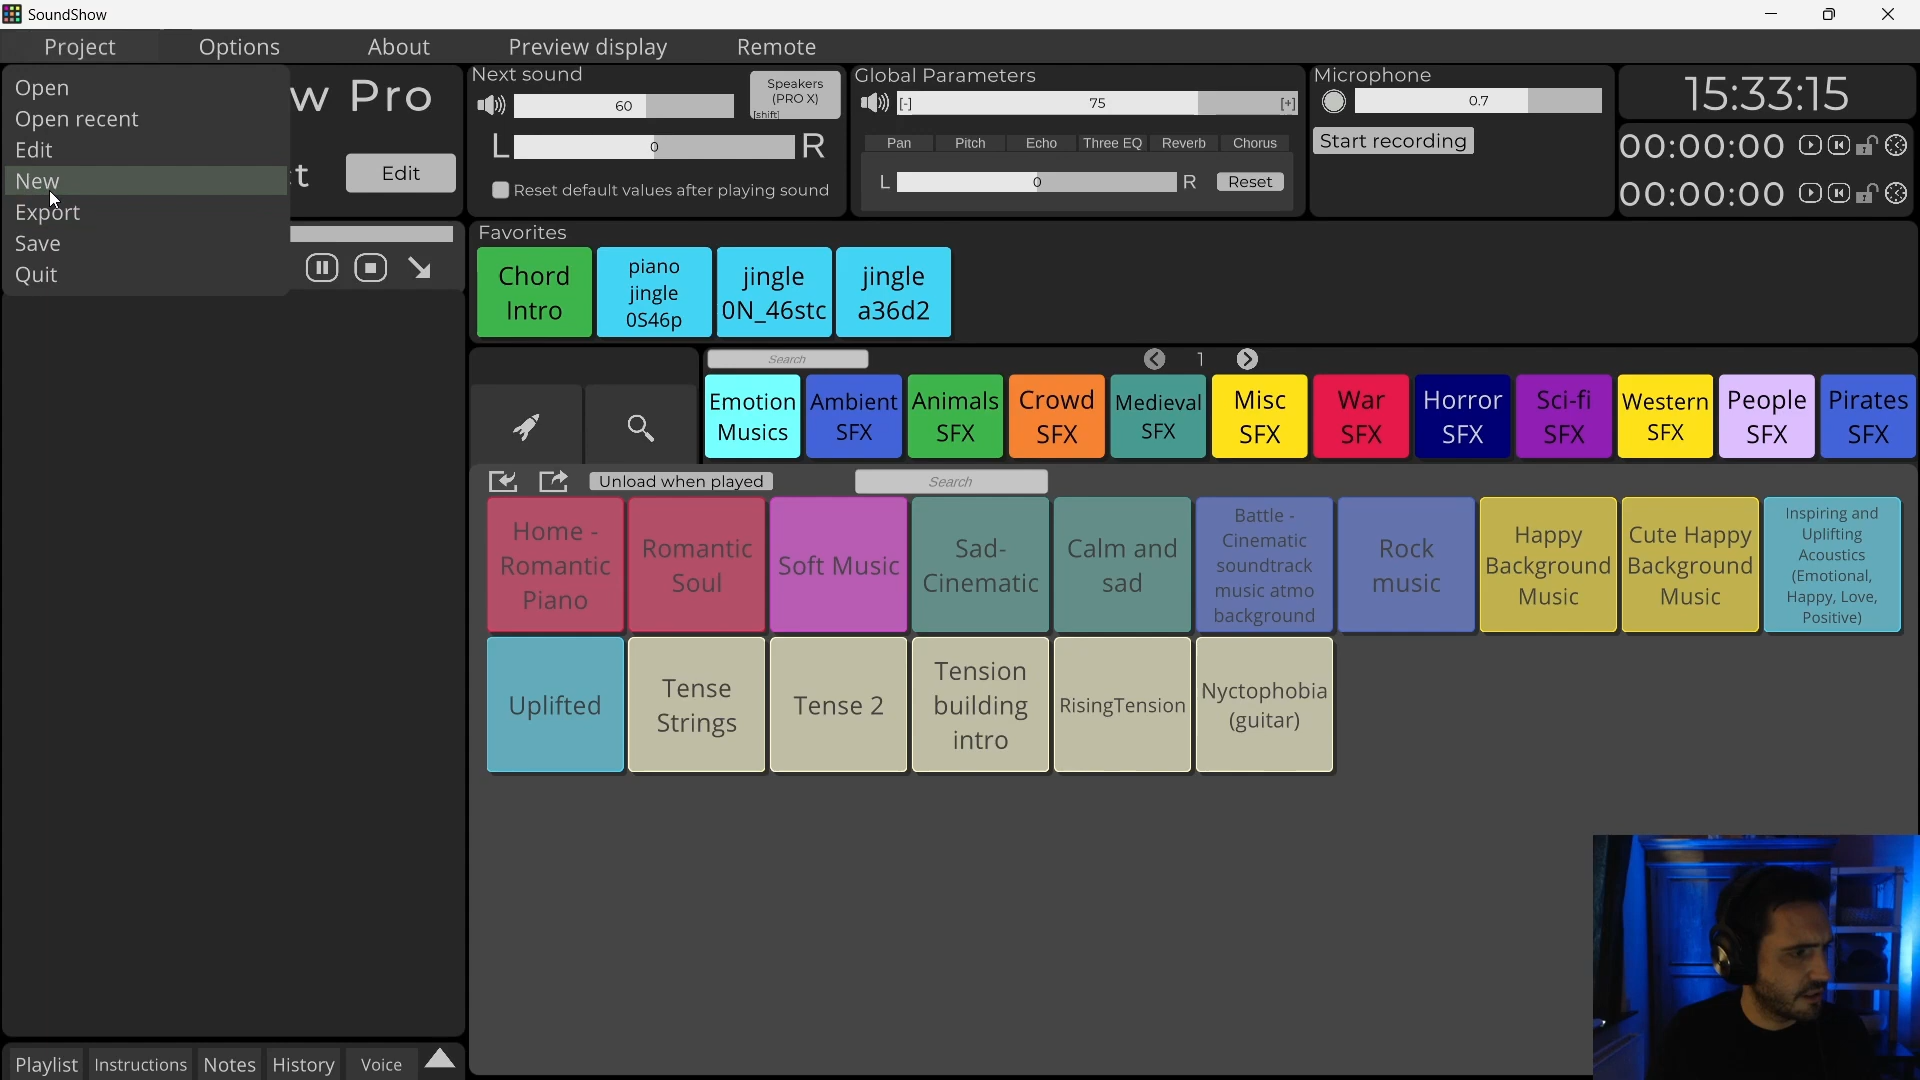 SoundShow
Project Options About Preview display Remote
Open
Open recent
Edit
New
Export
Save
Quit
w Pro
t
Edit
Next sound
60
Speakers
(PRO X)
[shift]
L 0 R
Reset default values after playing sound
Global Parameters
[-] 75 [+]
Pan Pitch Echo Three EQ Reverb Chorus
L 0 R Reset
Microphone
0.7
Start recording
15:33:15
00:00:00
00:00:00
Favorites
Chord
Intro
piano
jingle
0S46p
jingle
0N_46stc
jingle
a36d2
Search
1
Emotion
Musics
Ambient
SFX
Animals
SFX
Crowd
SFX
Medieval
SFX
Misc
SFX
War
SFX
Horror
SFX
Sci-fi
SFX
Western
SFX
People
SFX
Pirates
SFX
Unload when played
Search
Home -
Romantic
Piano
Romantic
Soul
Soft Music
Sad-
Cinematic
Calm and
sad
Battle -
Cinematic
soundtrack
music atmo
background
Rock
music
Happy
Background
Music
Cute Happy
Background
Music
Inspiring and
Uplifting
Acoustics
(Emotional,
Happy, Love,
Positive)
Uplifted
Tense
Strings
Tense 2
Tension
building
intro
RisingTension
Nyctophobia
(guitar)
Playlist Instructions Notes History Voice